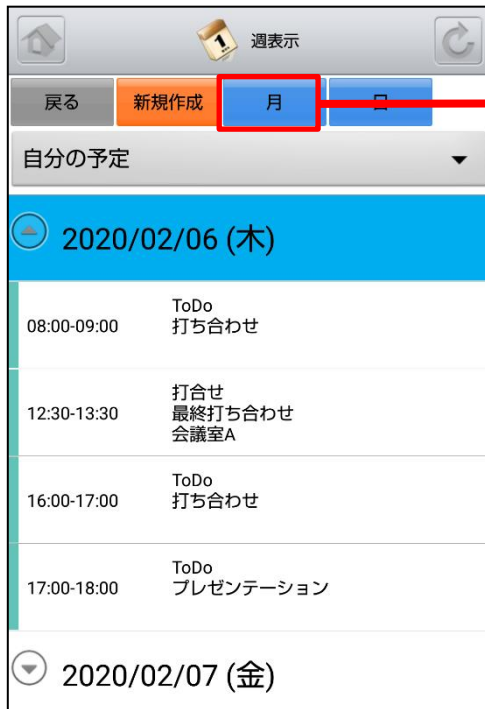 1
週表示
戻る 新規作成 月 日
自分の予定
2020/02/06 (木)
ToDo
08:00-09:00 打ち合わせ
打合せ
12:30-13:30 最終打ち合わせ
会議室A
ToDo
16:00-17:00 打ち合わせ
ToDo
17:00-18:00 プレゼンテーション
2020/02/07 (金)